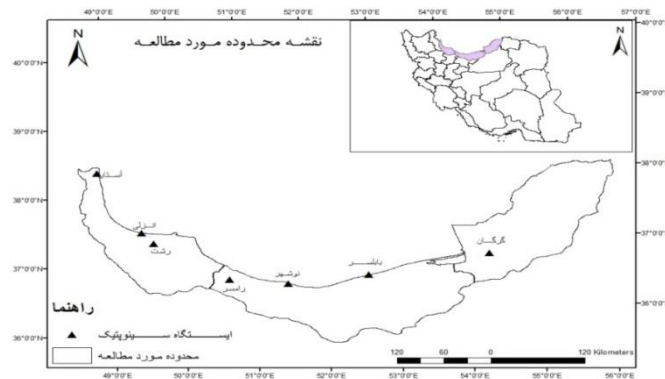 48°0'0"E 49°0'0"E 50°0'0"E 51°0'0"E 52°0'0"E 53°0'0"E 54°0'0"E 55°0'0"E
N
نقشه محدوده مورد مطالعه
N
40°0'0"N
39°0'0"N
38°0'0"N
37°0'0"N
36°0'0"N
40°0'0"N
39°0'0"N
38°0'0"N
37°0'0"N
36°0'0"N
آستارا
انزلی
رشت
رامسر
نوشهر
بابلسر
گرگان
راهنما
ایستگاه سینوپتیک
محدوده مورد مطالعه
120 60 0 120 Kilometers
49°0'0"E 50°0'0"E 51°0'0"E 52°0'0"E 53°0'0"E 54°0'0"E 55°0'0"E 56°0'0"E 57°0'0"E